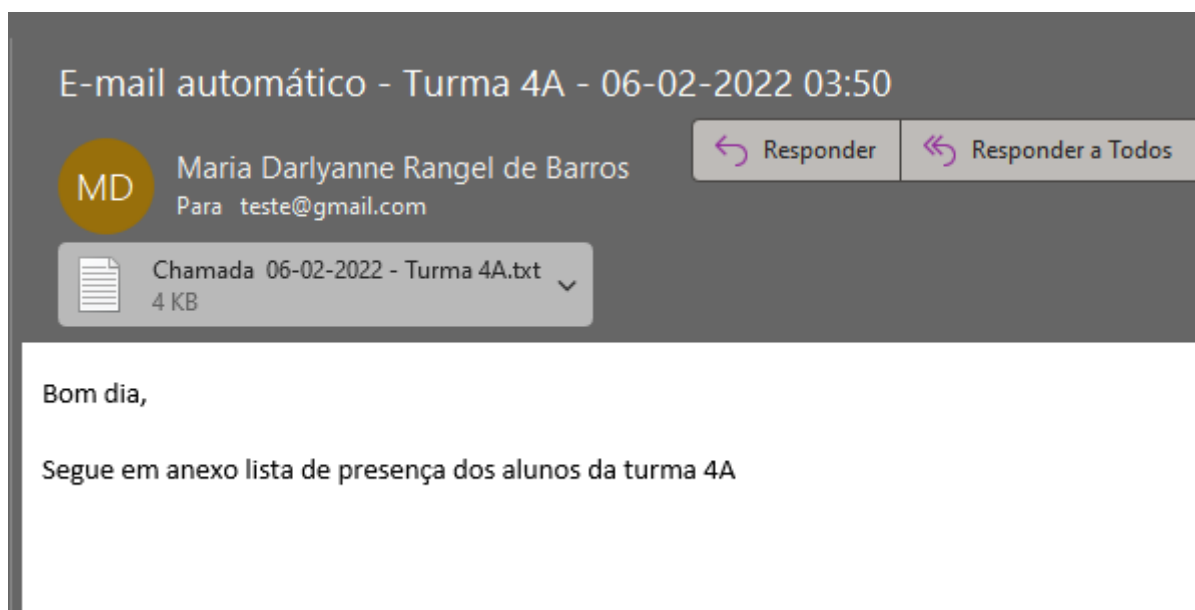 E-mail automático - Turma 4A - 06-02-2022 03:50
Responder
Responder a Todos
MD
Maria Darlyanne Rangel de Barros
Para teste@gmail.com
Chamada 06-02-2022 - Turma 4A.txt
4 KB
Bom dia,
Segue em anexo lista de presença dos alunos da turma 4A